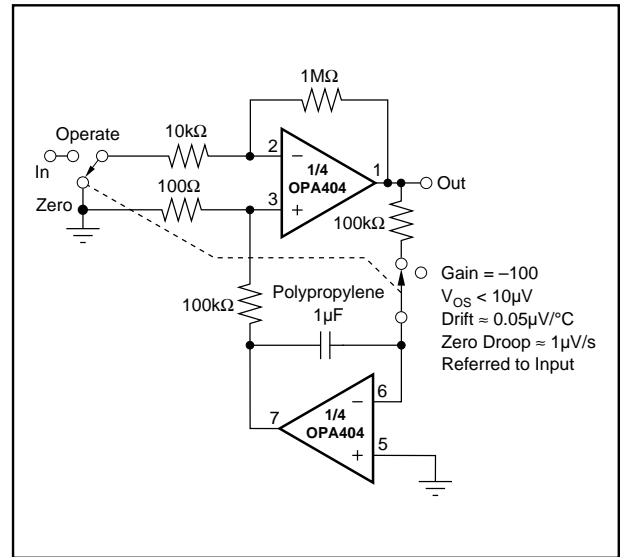 1MΩ
Operate
10kΩ
2
–
1/4
OPA404
1
In
Out
Zero
100Ω
3
+
100kΩ
100kΩ
Polypropylene
1µF
Gain = –100
V_OS < 10µV
Drift ≈ 0.05µV/°C
Zero Droop ≈ 1µV/s
Referred to Input
6
–
7
1/4
OPA404
5
+